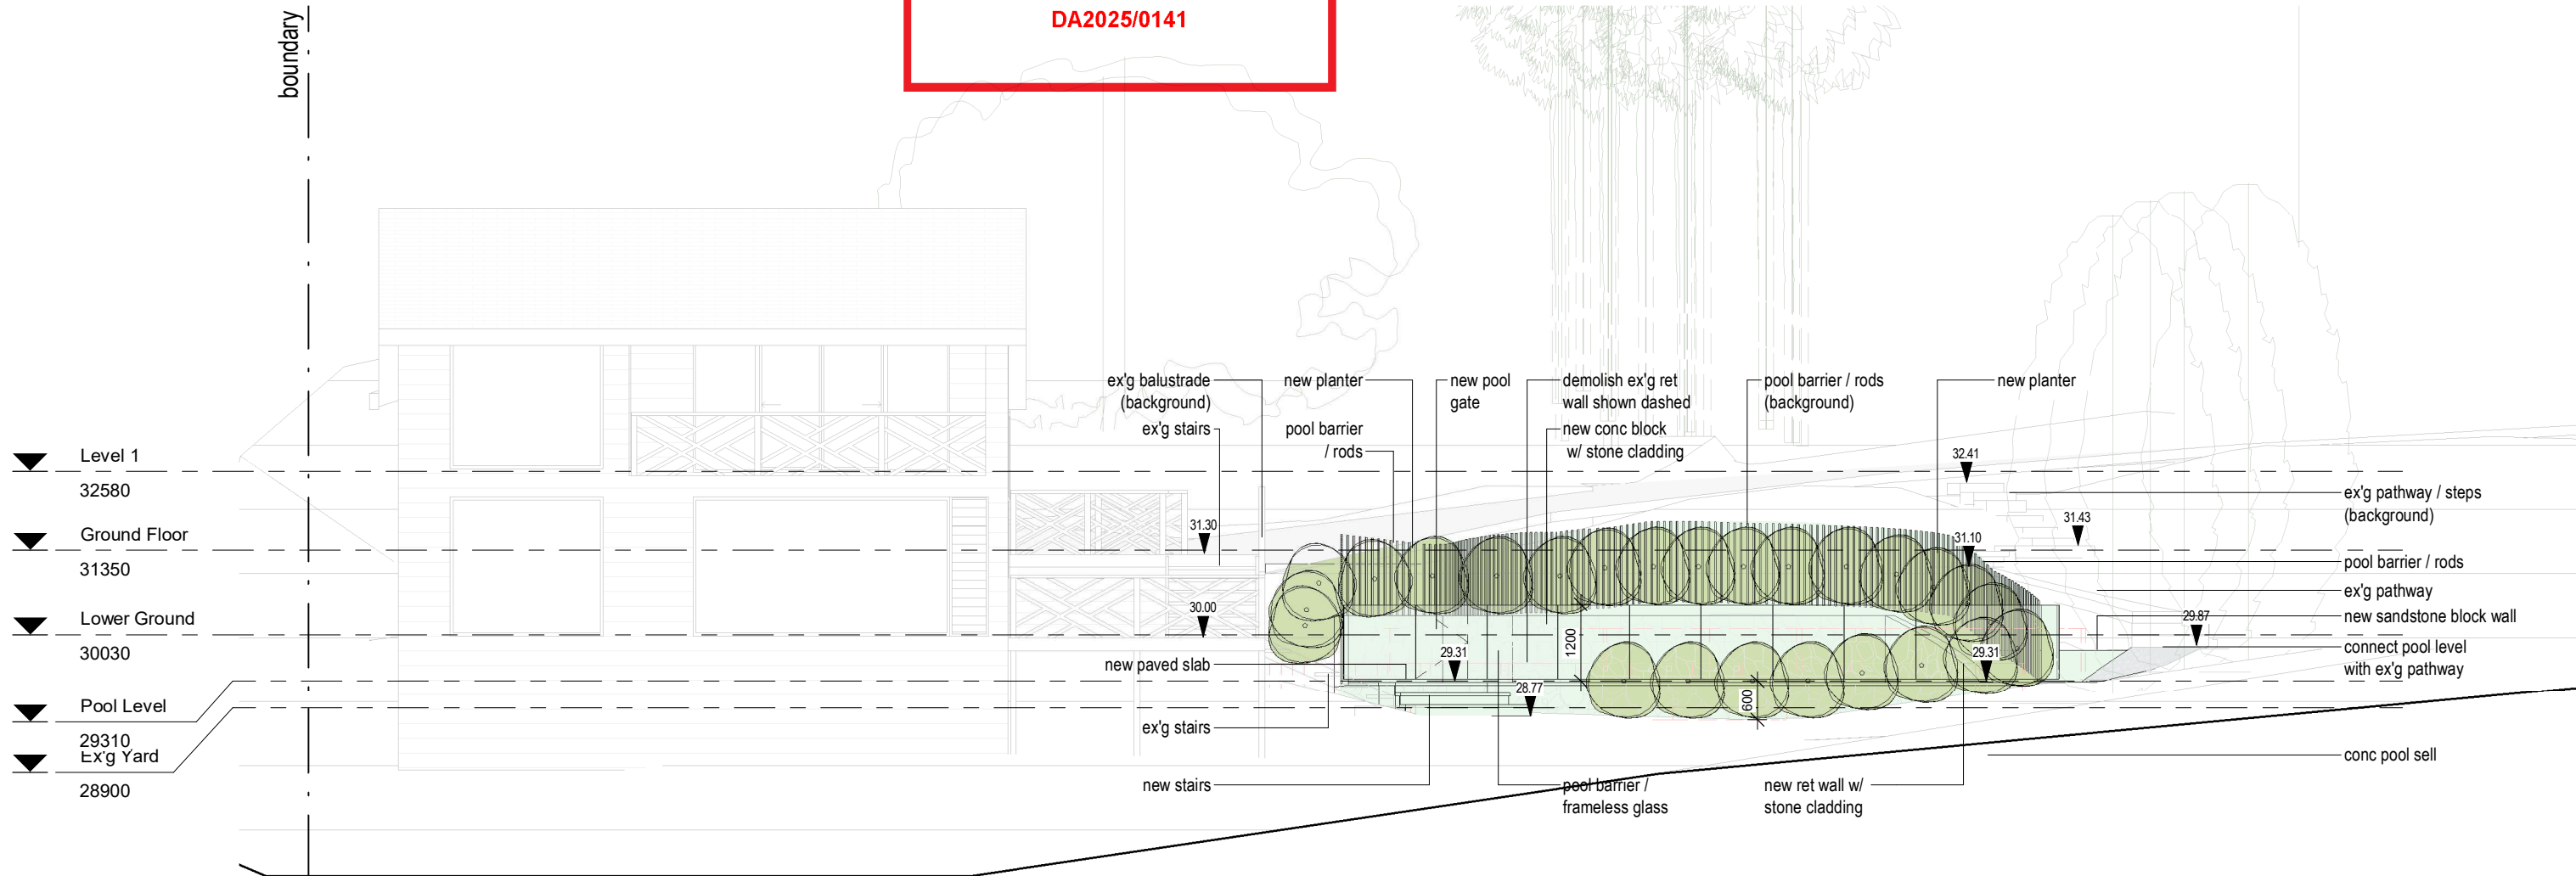 DA2025/0141
boundary
ex'g balustrade
(background)
ex'g stairs
new planter
pool barrier
/ rods
new pool
gate
demolish ex'g ret
wall shown dashed
new conc block
w/ stone cladding
pool barrier / rods
(background)
new planter
Level 1
32580
Ground Floor
31350
Lower Ground
30030
Pool Level
29310
Ex'g Yard
28900
32.41
31.43
31.30
31.10
30.00
29.87
29.31
29.31
28.77
1200
600
ex'g pathway / steps
(background)
pool barrier / rods
ex'g pathway
new sandstone block wall
connect pool level
with ex'g pathway
conc pool sell
new paved slab
ex'g stairs
new stairs
pool barrier /
frameless glass
new ret wall w/
stone cladding